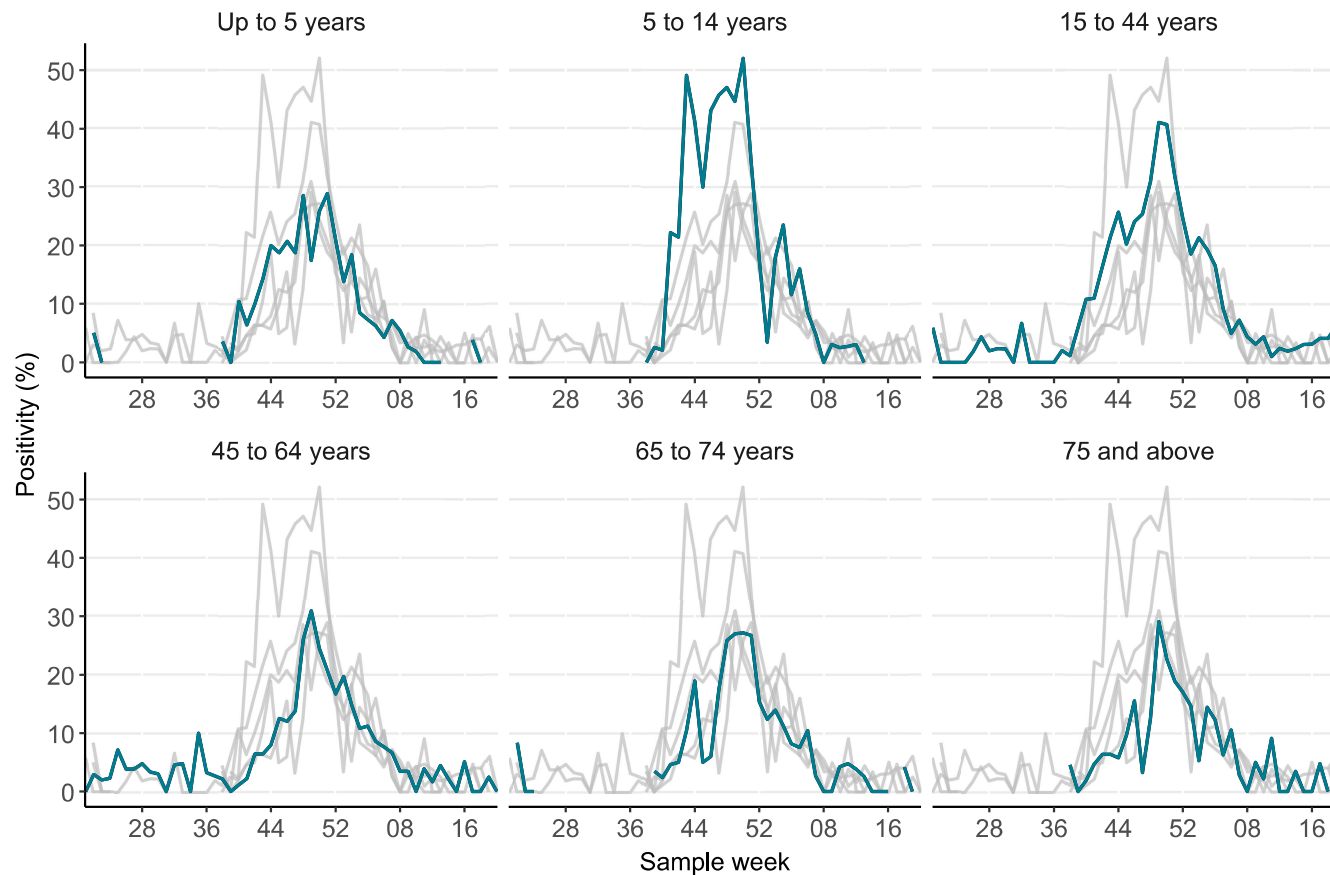 Up to 5 years
5 to 14 years
15 to 44 years
50
40
30
20
10
0
28 36 44 52 08 16
28 36 44 52 08 16
28 36 44 52 08 16
45 to 64 years
65 to 74 years
75 and above
50
40
30
20
10
0
28 36 44 52 08 16
28 36 44 52 08 16
28 36 44 52 08 16
Positivity (%)
Sample week